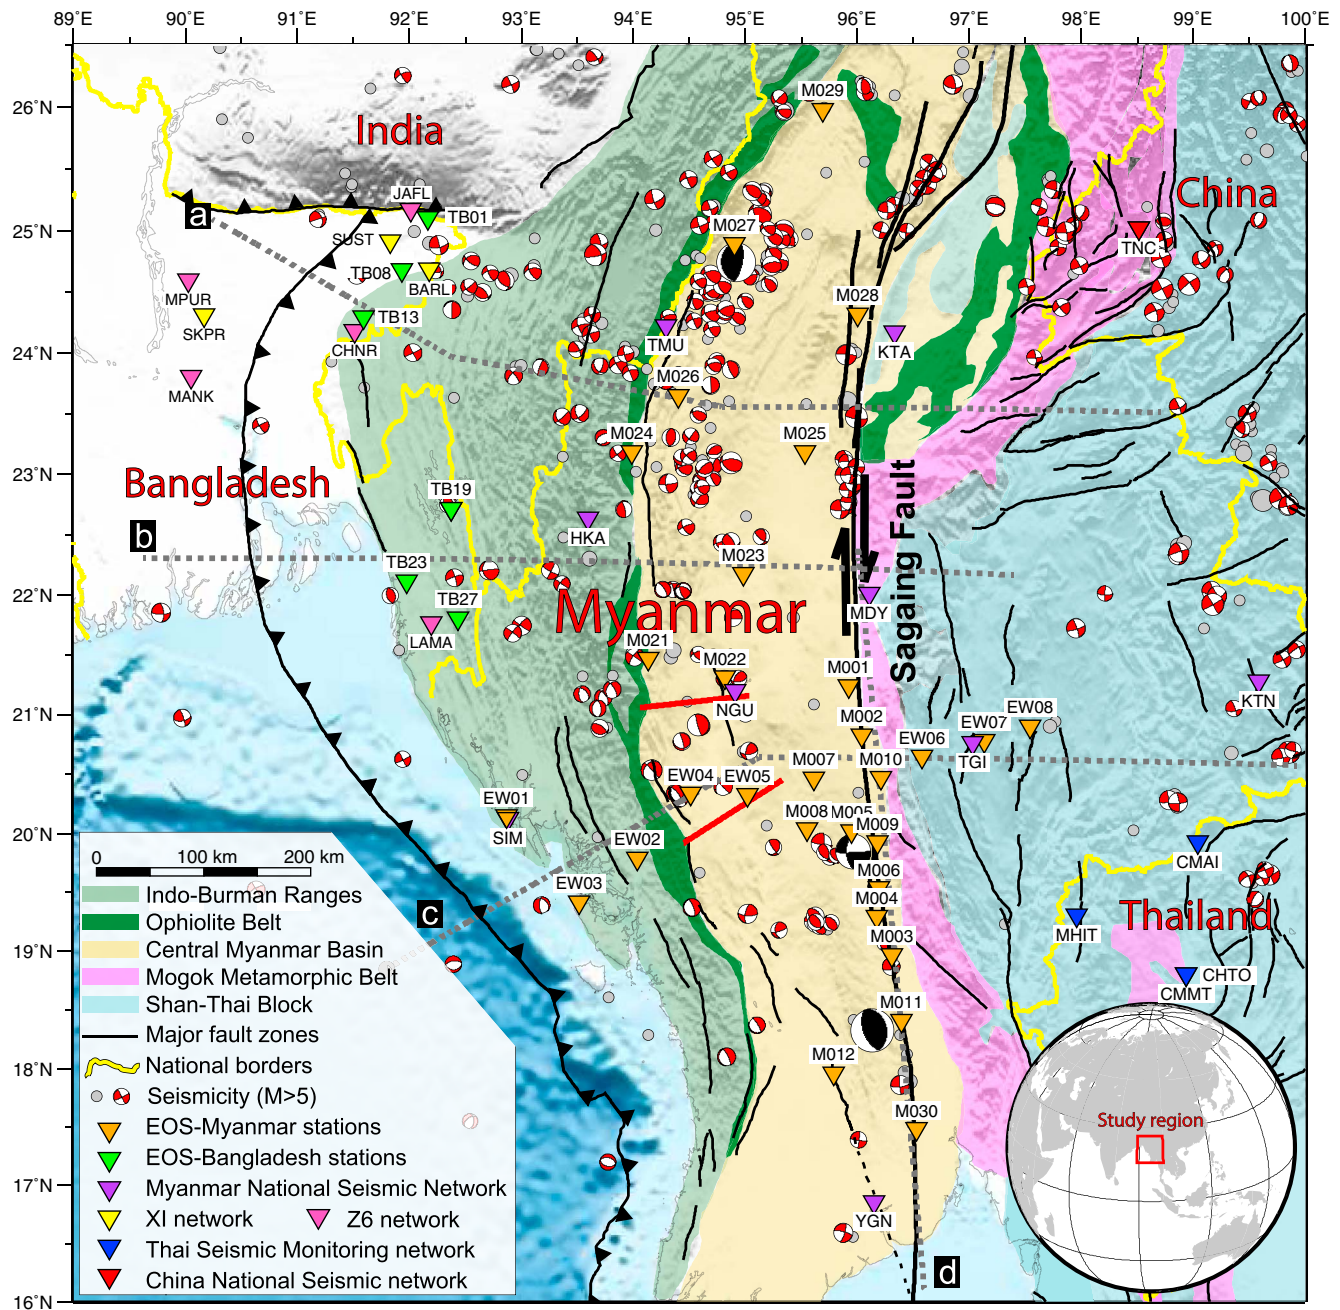 89°E 90°E 91°E 92°E 93°E 94°E 95°E 96°E 97°E 98°E 99°E 100°E
26°N
25°N
24°N
23°N
22°N
21°N
20°N
19°N
18°N
17°N
16°N
India
China
Bangladesh
Myanmar
Thailand
Sagaing Fault
a
b
c
d
M029
JAFL
TB01
SUST
TB08
BARL
MPUR
SKPR
TB13
CHNR
MANK
M027
TNC
M028
TMU
KTA
M026
M024
M025
TB19
HKA
TB23
TB27
LAMA
M023
MDY
M021
M022
NGU
M001
KTN
M002
EW08
EW07
EW06
TGI
M007
M010
EW04
EW05
EW01
SIM
M008
M005
M009
EW02
CMAI
M006
EW03
M004
MHIT
M003
CHTO
CMMT
M011
M012
M030
YGN
0 100 km 200 km
Indo-Burman Ranges
Ophiolite Belt
Central Myanmar Basin
Mogok Metamorphic Belt
Shan-Thai Block
Major fault zones
National borders
Seismicity (M>5)
EOS-Myanmar stations
EOS-Bangladesh stations
Myanmar National Seismic Network
XI network Z6 network
Thai Seismic Monitoring network
China National Seismic network
Study region